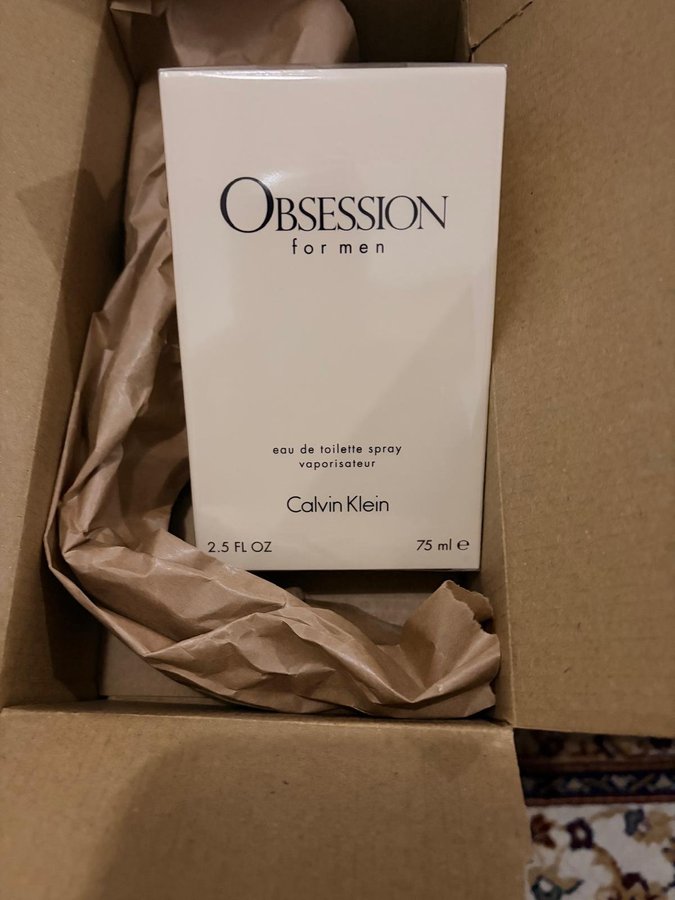 OBSESSION
for men
eau de toilette spray
vaporisateur
Calvin Klein
2.5 FL OZ 75 ml ℮